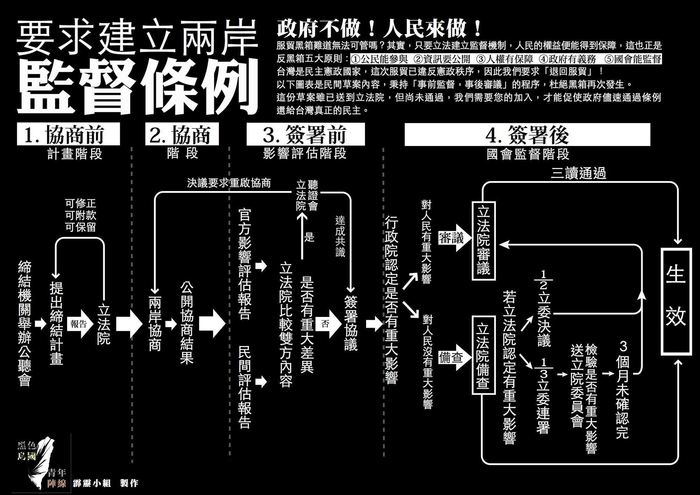 要求建立兩岸
監督條例
政府不做！人民來做！
服貿黑箱難道無法可管嗎？其實，只要立法建立監督機制，人民的權益便能得到保障，這也正是
反黑箱五大原則：①公民能參與 ②資訊要公開 ③人權有保障 ④政府有義務 ⑤國會能監督
台灣是民主憲政國家，這次服貿已違反憲政秩序，因此我們要求「退回服貿」！
以下圖表是民間草案內容，秉持「事前監督，事後審議」的程序，杜絕黑箱再次發生。
這份草案雖已送到立法院，但尚未通過，我們需要您的加入，才能促使政府儘速通過條例
還給台灣真正的民主。
1. 協商前
計畫階段
2. 協商
階段
3. 簽署前
影響評估階段
4. 簽署後
國會監督階段
締結機關舉辦公聽會
提出締結計畫
可修正
可附款
可保留
報告
立法院
兩岸協商
公開協商結果
決議要求重啟協商
官方影響評估報告
民間評估報告
立法院比較雙方內容
是否有重大差異
是
立法院
聽證會
達成共識
否
簽署協議
行政院認定是否有重大影響
對人民有重大影響
審議
立法院審議
三讀通過
對人民沒有重大影響
備查
立法院備查
若立法院認定有重大影響
1/2立委決議
1/3立委連署
送立院委員會
檢驗是否有重大影響
3個月未確認完
生效
黑色
島國
青年
陣線 霹靂小組 製作